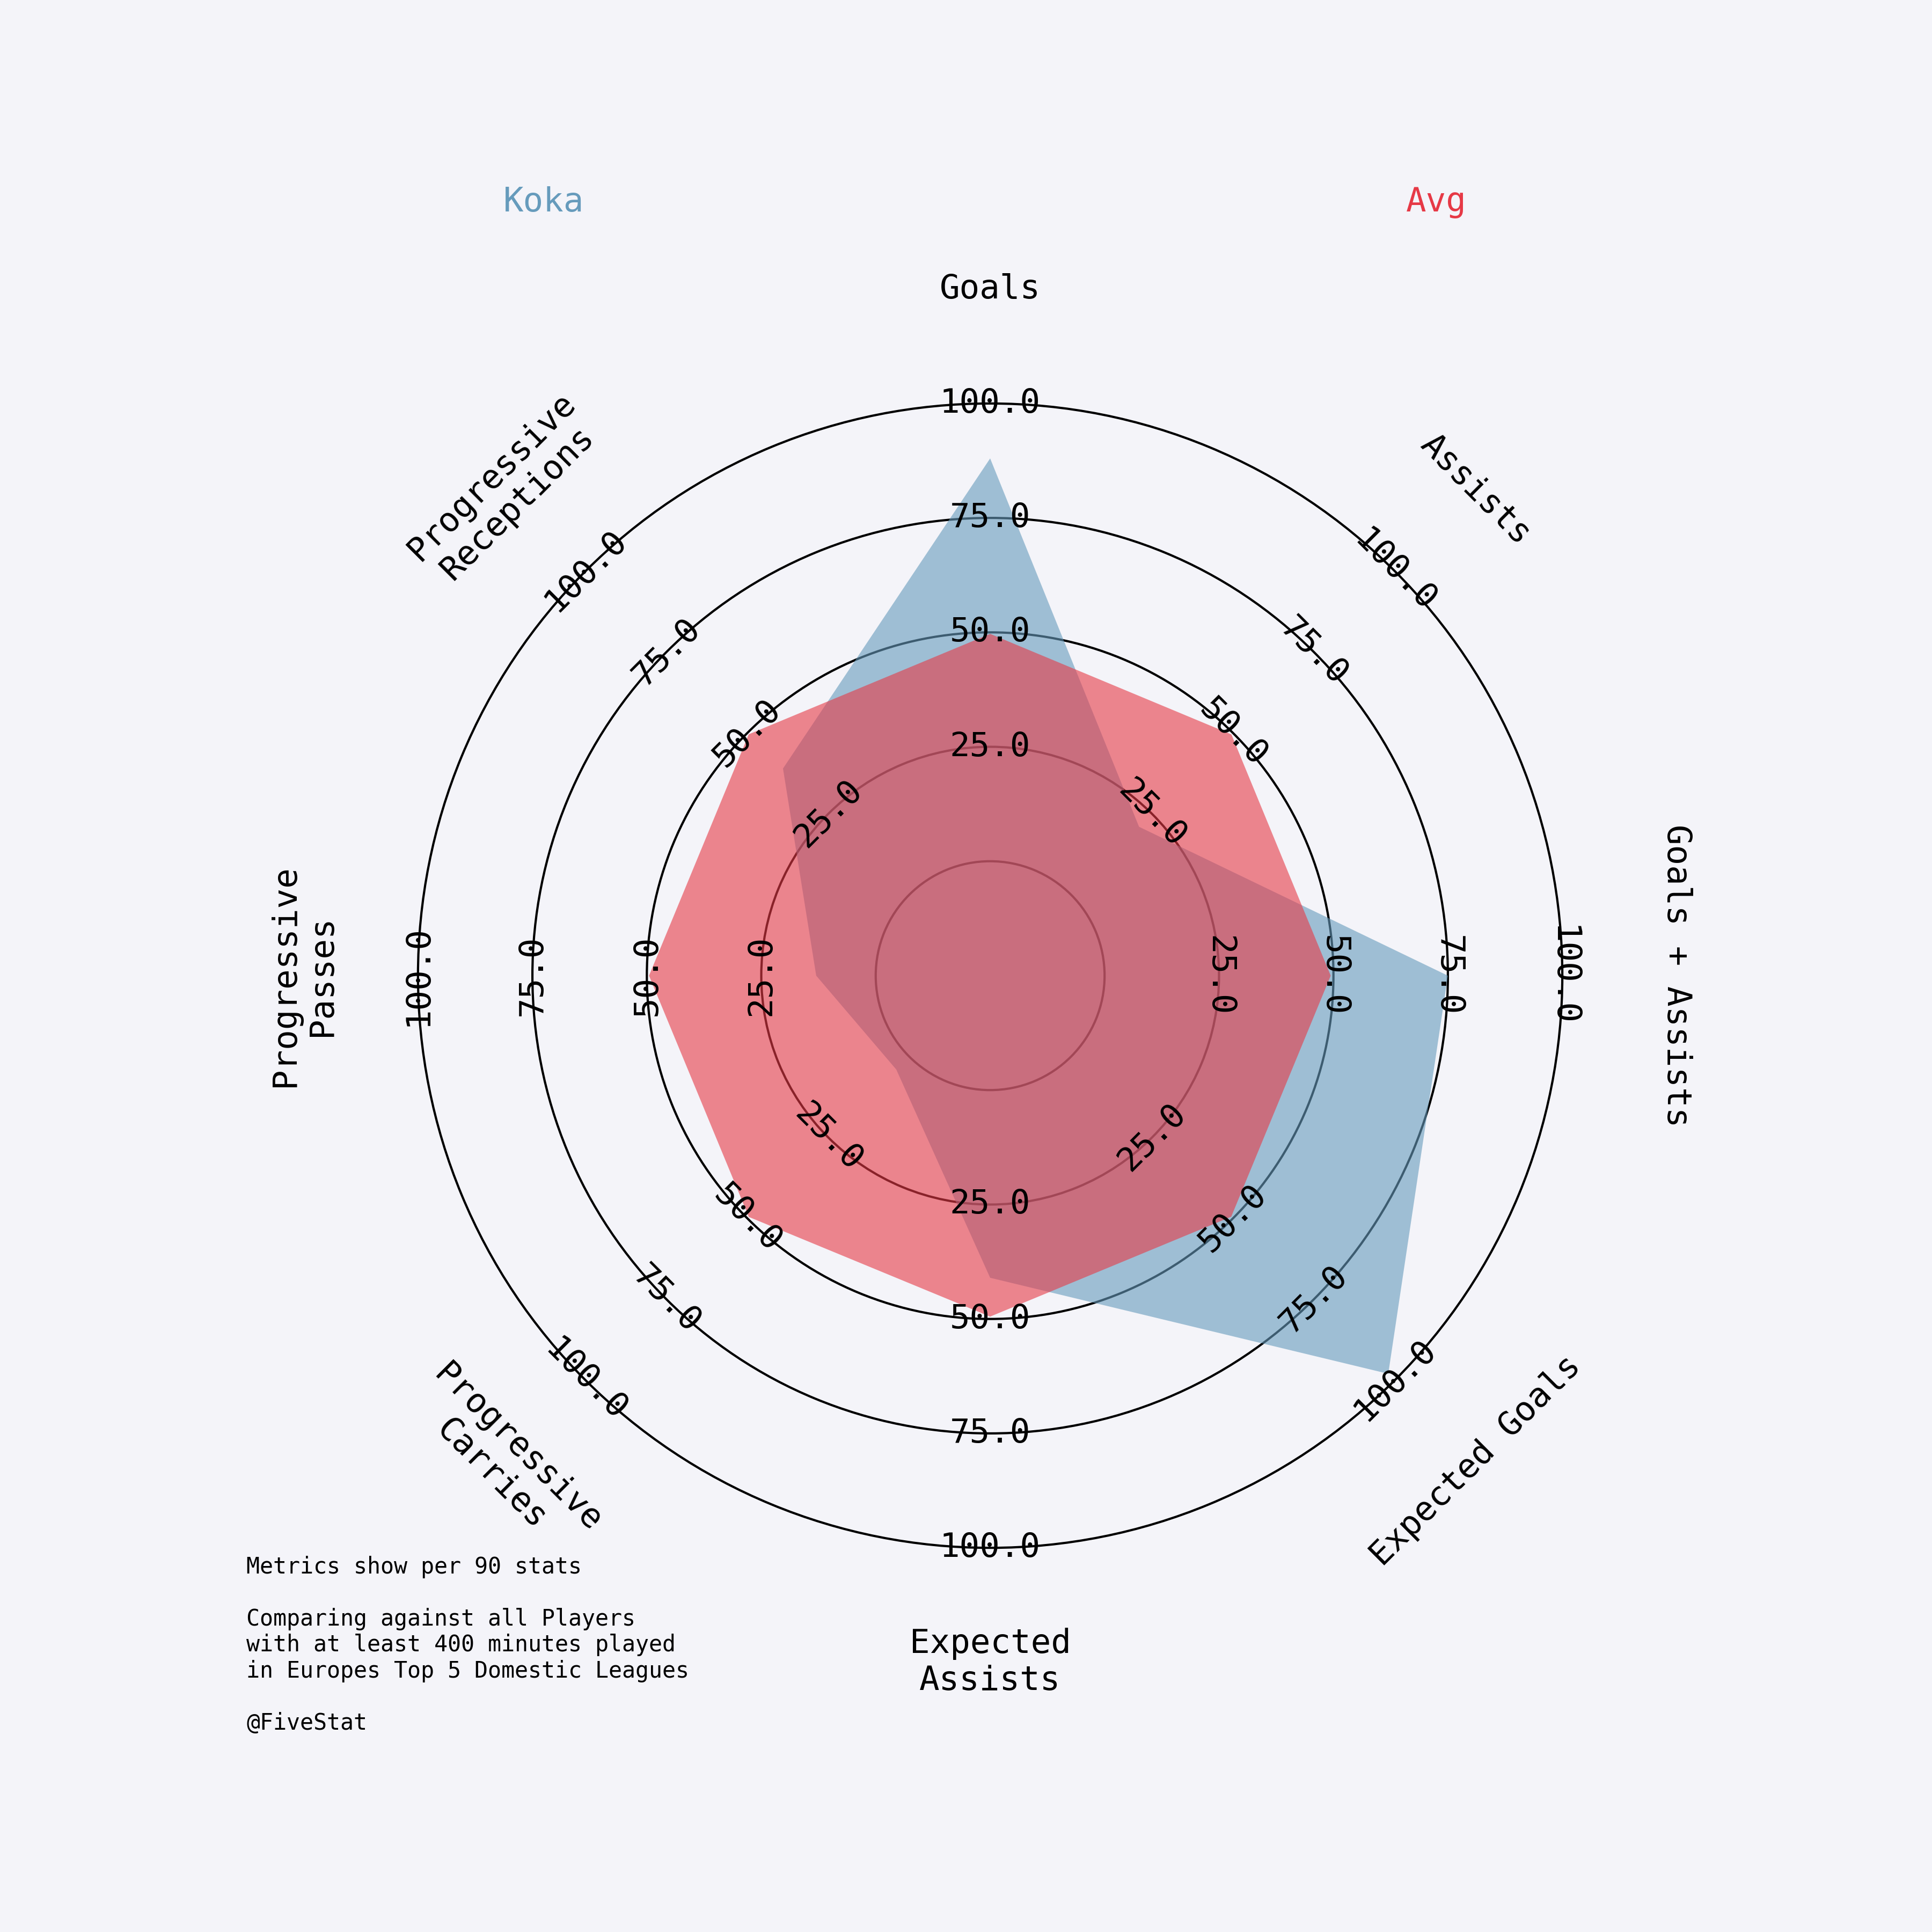 Koka
Avg
Goals
Assists
Goals + Assists
Expected Goals
Expected
Assists
Progressive
Carries
Progressive
Passes
Progressive
Receptions
25.0
50.0
75.0
100.0
25.0
50.0
75.0
100.0
25.0
50.0
75.0
100.0
25.0
50.0
75.0
100.0
25.0
50.0
75.0
100.0
25.0
50.0
75.0
100.0
25.0
50.0
75.0
100.0
25.0
50.0
75.0
100.0
Metrics show per 90 stats
Comparing against all Players
with at least 400 minutes played
in Europes Top 5 Domestic Leagues
@FiveStat